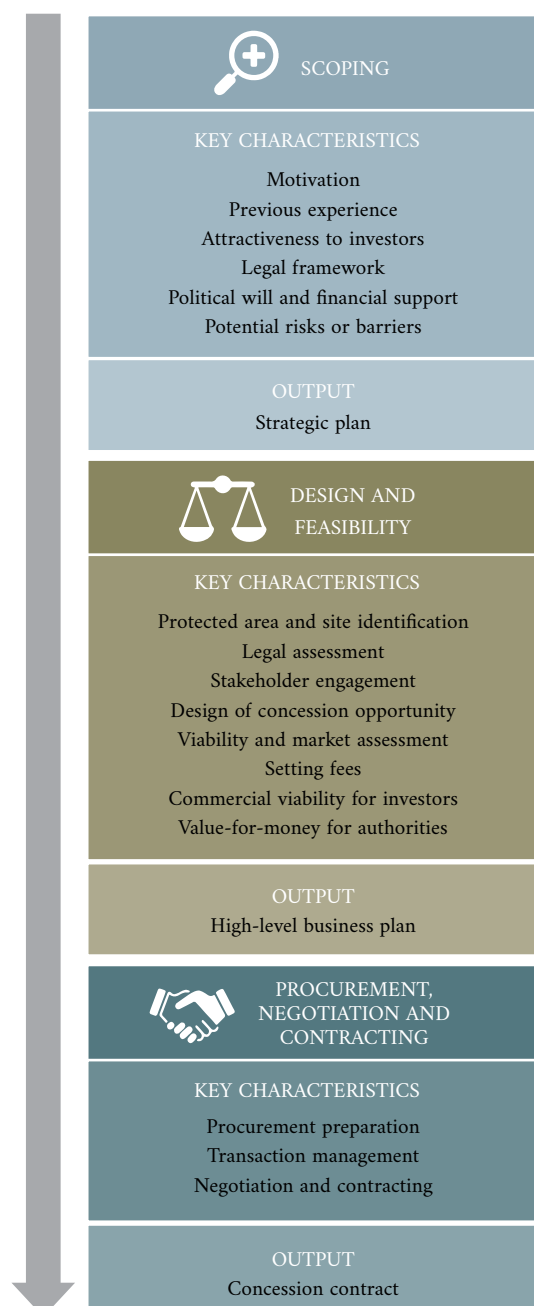 SCOPING
KEY CHARACTERISTICS
Motivation
Previous experience
Attractiveness to investors
Legal framework
Political will and financial support
Potential risks or barriers
OUTPUT
Strategic plan
DESIGN AND
FEASIBILITY
KEY CHARACTERISTICS
Protected area and site identification
Legal assessment
Stakeholder engagement
Design of concession opportunity
Viability and market assessment
Setting fees
Commercial viability for investors
Value-for-money for authorities
OUTPUT
High-level business plan
PROCUREMENT,
NEGOTIATION AND
CONTRACTING
KEY CHARACTERISTICS
Procurement preparation
Transaction management
Negotiation and contracting
OUTPUT
Concession contract